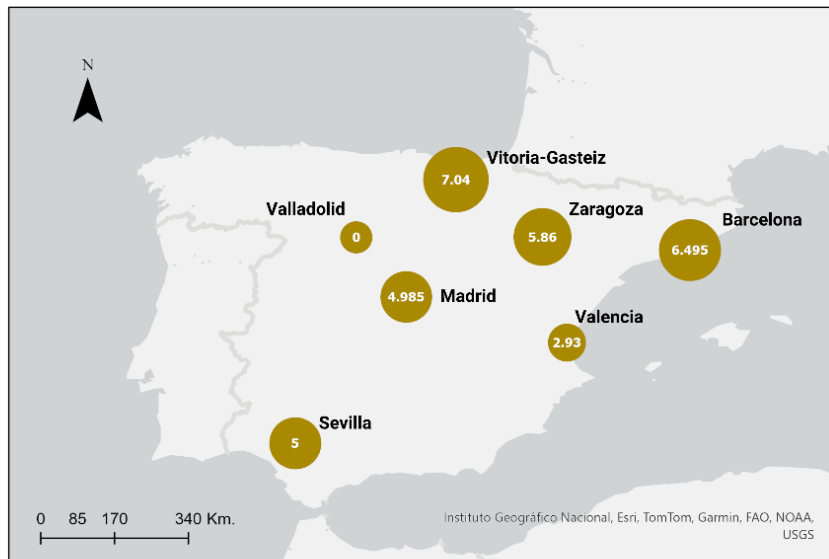 N
Vitoria-Gasteiz
7.04
Valladolid
0
Zaragoza
5.86
Barcelona
6.495
4.985
Madrid
Valencia
2.93
Sevilla
5
0 85 170 340 Km.
Instituto Geográfico Nacional, Esri, TomTom, Garmin, FAO, NOAA,
USGS